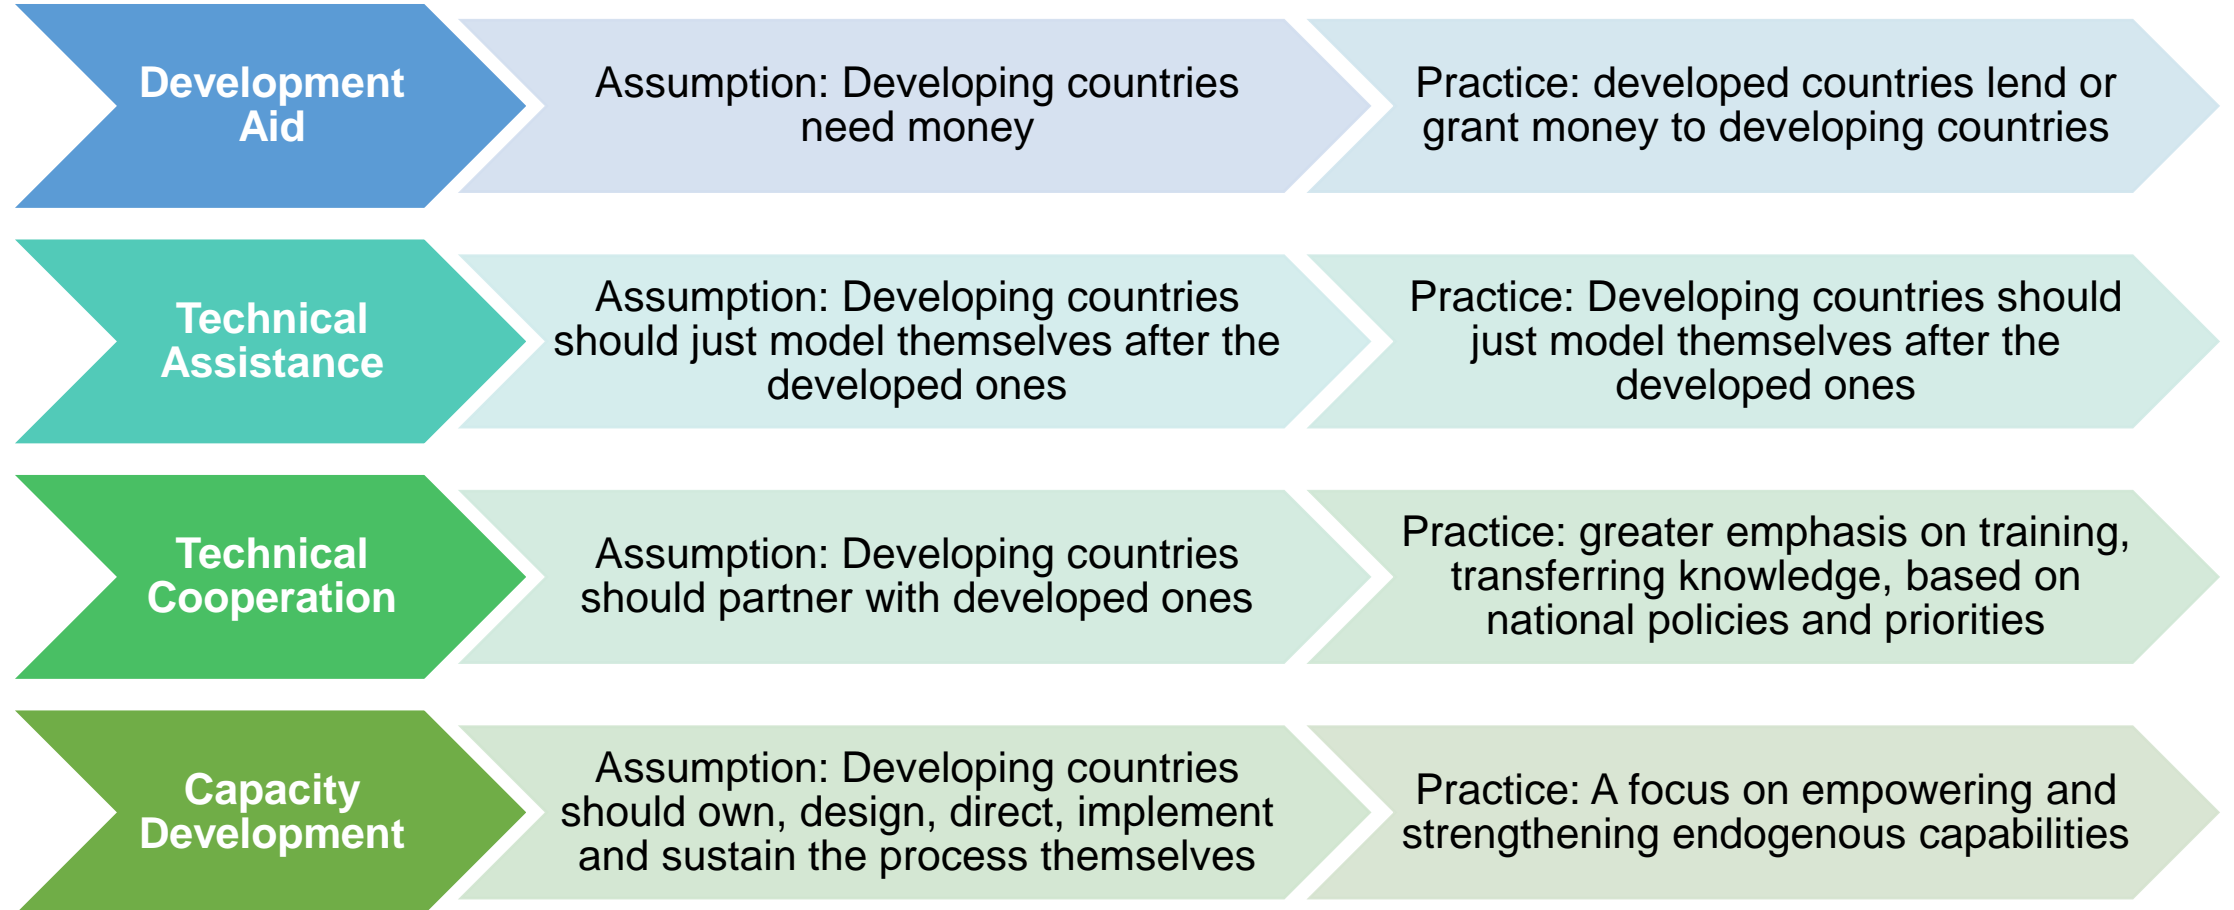 Development
Aid
Assumption: Developing countries
need money
Practice: developed countries lend or
grant money to developing countries
Technical
Assistance
Assumption: Developing countries
should just model themselves after the
developed ones
Practice: Developing countries should
just model themselves after the
developed ones
Technical
Cooperation
Assumption: Developing countries
should partner with developed ones
Practice: greater emphasis on training,
transferring knowledge, based on
national policies and priorities
Capacity
Development
Assumption: Developing countries
should own, design, direct, implement
and sustain the process themselves
Practice: A focus on empowering and
strengthening endogenous capabilities